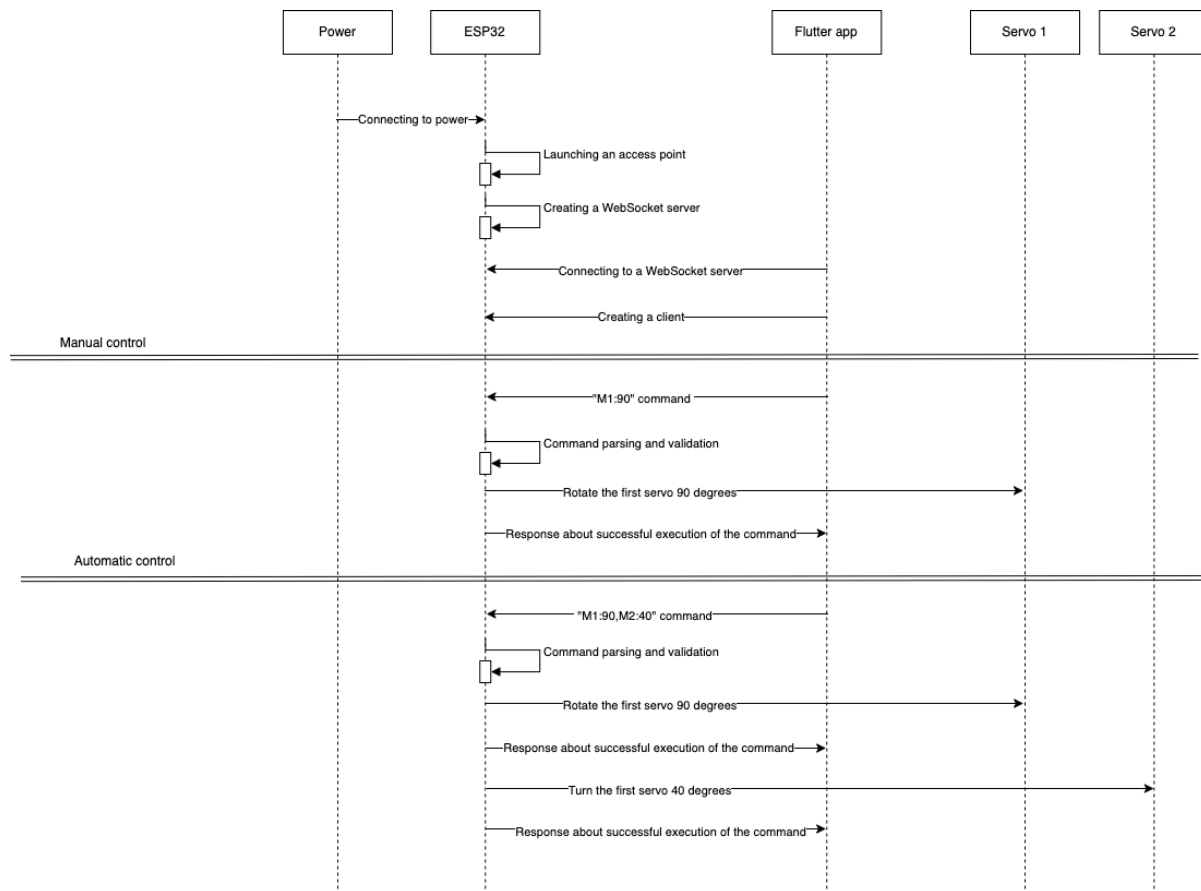 Power
ESP32
Flutter app
Servo 1
Servo 2
Connecting to power
Launching an access point
Creating a WebSocket server
Connecting to a WebSocket server
Creating a client
Manual control
"M1:90" command
Command parsing and validation
Rotate the first servo 90 degrees
Response about successful execution of the command
Automatic control
"M1:90,M2:40" command
Command parsing and validation
Rotate the first servo 90 degrees
Response about successful execution of the command
Turn the first servo 40 degrees
Response about successful execution of the command